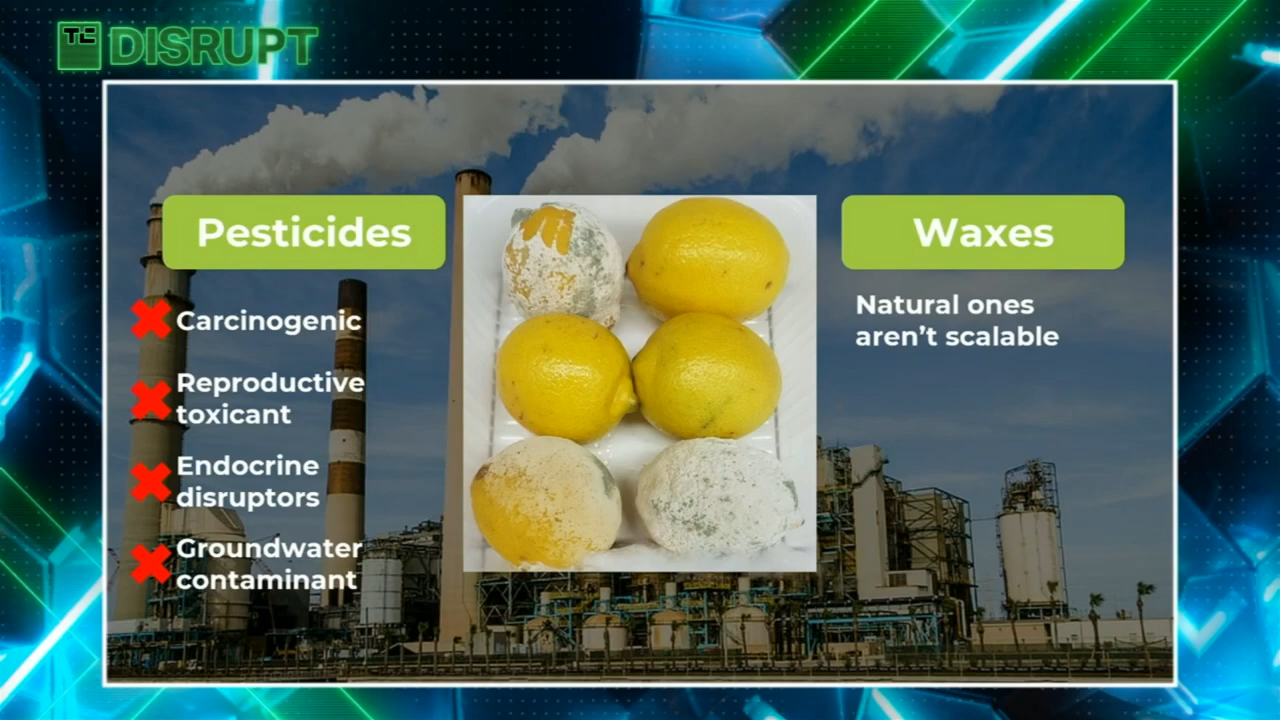 TC DISRUPT
Pesticides
Carcinogenic
Reproductive
toxicant
Endocrine
disruptors
Groundwater
contaminant
Waxes
Natural ones
aren’t scalable